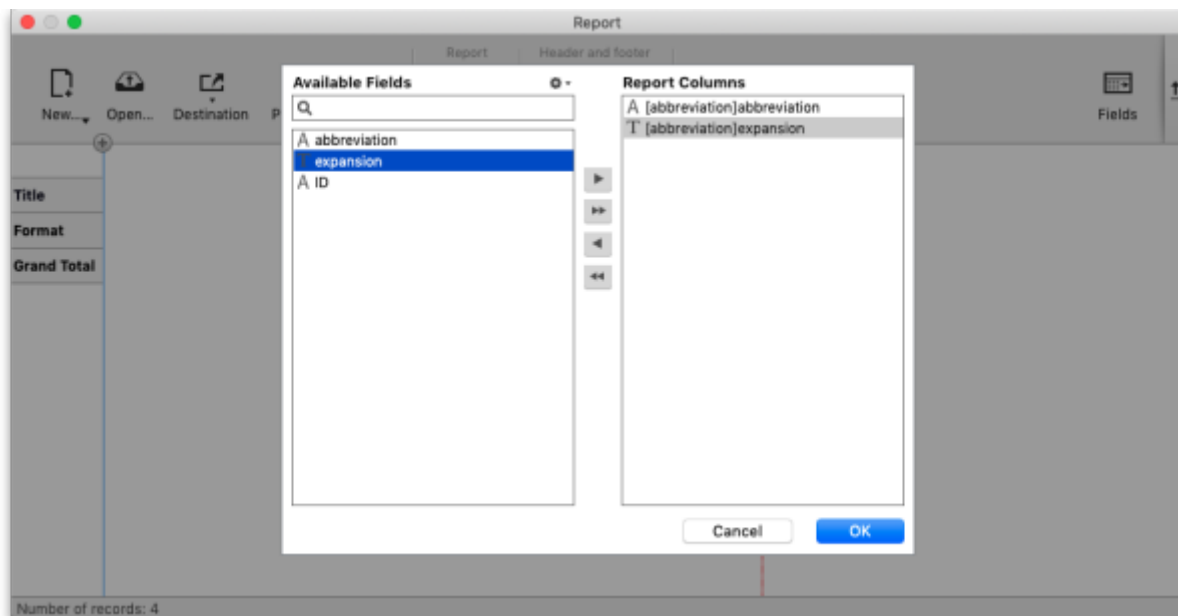 Report
Report Header and footer
New... Open... Destination P Fields
Available Fields
abbreviation
expansion
ID
Report Columns
[abbreviation]abbreviation
[abbreviation]expansion
Title
Format
Grand Total
Cancel OK
Number of records: 4